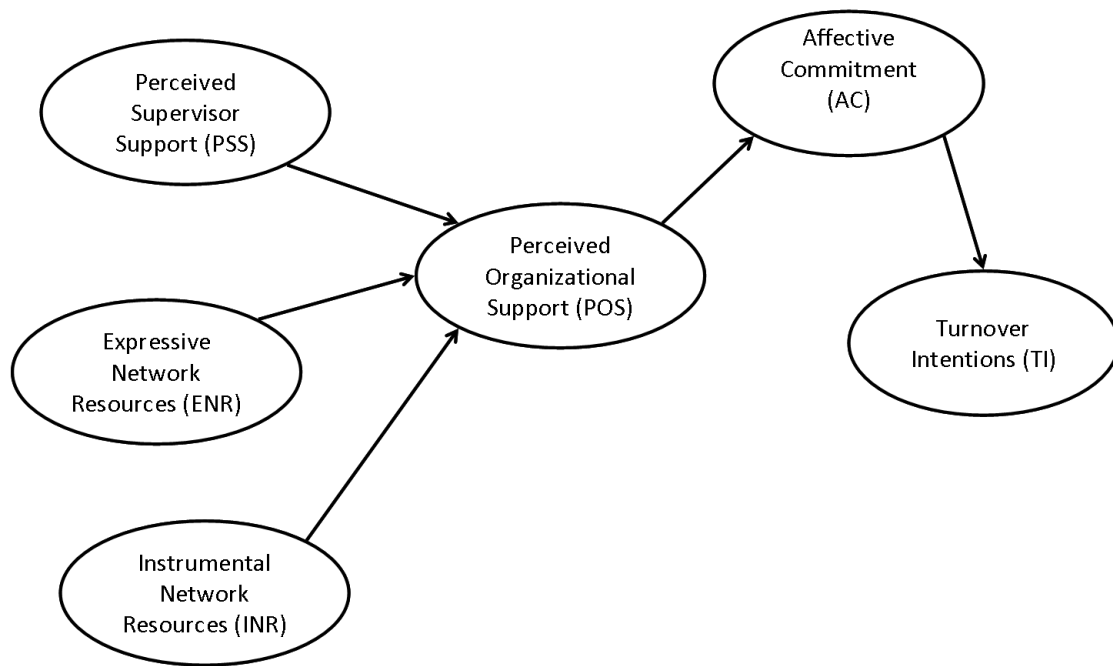 Affective
Commitment
(AC)
Perceived
Supervisor
Support (PSS)
Perceived
Organizational
Support (POS)
Turnover
Intentions (TI)
Expressive
Network
Resources (ENR)
Instrumental
Network
Resources (INR)